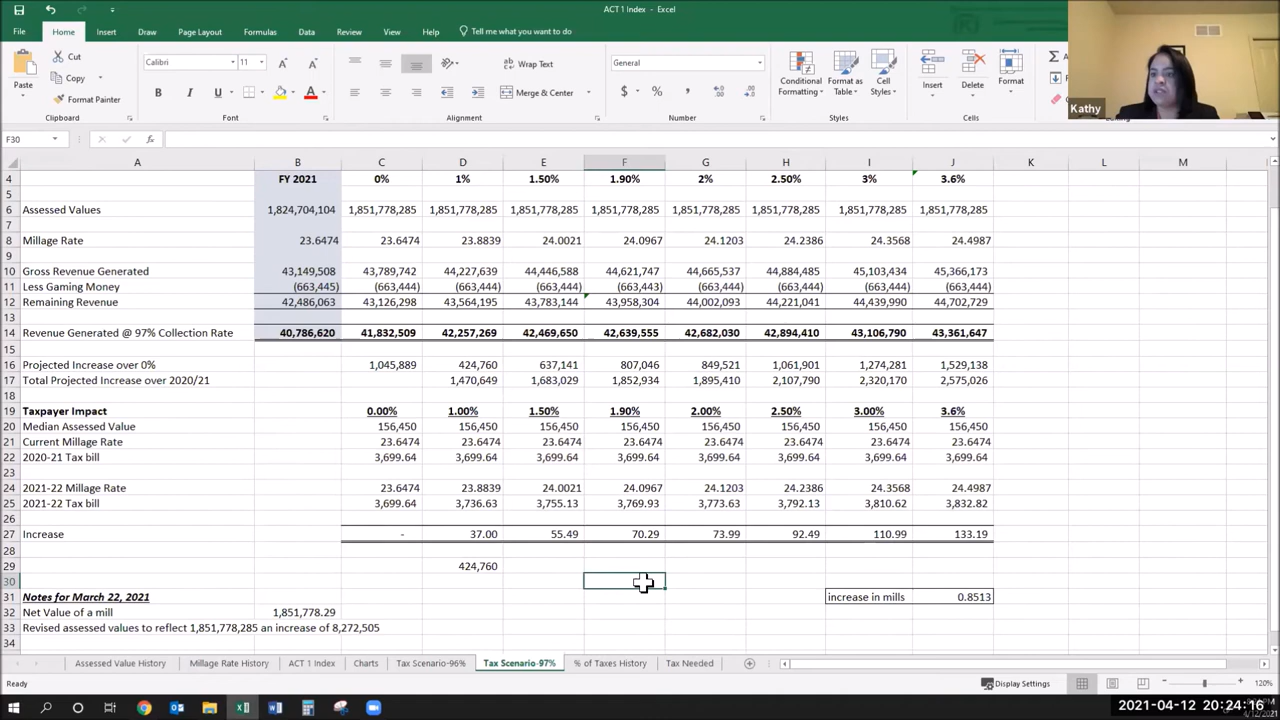 ACT 1 Index - Excel
File Home Insert Draw Page Layout Formulas Data Review View Help Tell me what you want to do
Cut
Copy
Format Painter
Paste
Clipboard
Calibri 11
B I U
Font
Wrap Text
Merge & Center
Alignment
General
$ % ,
Number
Conditional Formatting
Format as Table
Cell Styles
Styles
Insert
Delete
Format
Cells
Kathy
F30
A B C D E F G H I J K L M
4 FY 2021 0% 1% 1.50% 1.90% 2% 2.50% 3% 3.6%
5
6 Assessed Values 1,824,704,104 1,851,778,285 1,851,778,285 1,851,778,285 1,851,778,285 1,851,778,285 1,851,778,285 1,851,778,285 1,851,778,285
7
8 Millage Rate 23.6474 23.6474 23.8839 24.0021 24.0967 24.1203 24.2386 24.3568 24.4987
9
10 Gross Revenue Generated 43,149,508 43,789,742 44,227,639 44,446,588 44,621,747 44,665,537 44,884,485 45,103,434 45,366,173
11 Less Gaming Money (663,445) (663,444) (663,444) (663,444) (663,443) (663,444) (663,444) (663,444) (663,444)
12 Remaining Revenue 42,486,063 43,126,298 43,564,195 43,783,144 43,958,304 44,002,093 44,221,041 44,439,990 44,702,729
13
14 Revenue Generated @ 97% Collection Rate 40,786,620 41,832,509 42,257,269 42,469,650 42,639,555 42,682,030 42,894,410 43,106,790 43,361,647
15
16 Projected Increase over 0% 1,045,889 424,760 637,141 807,046 849,521 1,061,901 1,274,281 1,529,138
17 Total Projected Increase over 2020/21 1,470,649 1,683,029 1,852,934 1,895,410 2,107,790 2,320,170 2,575,026
18
19 Taxpayer Impact 0.00% 1.00% 1.50% 1.90% 2.00% 2.50% 3.00% 3.6%
20 Median Assessed Value 156,450 156,450 156,450 156,450 156,450 156,450 156,450 156,450
21 Current Millage Rate 23.6474 23.6474 23.6474 23.6474 23.6474 23.6474 23.6474 23.6474
22 2020-21 Tax bill 3,699.64 3,699.64 3,699.64 3,699.64 3,699.64 3,699.64 3,699.64 3,699.64
23
24 2021-22 Millage Rate 23.6474 23.8839 24.0021 24.0967 24.1203 24.2386 24.3568 24.4987
25 2021-22 Tax bill 3,699.64 3,736.63 3,755.13 3,769.93 3,773.63 3,792.13 3,810.62 3,832.82
26
27 Increase - 37.00 55.49 70.29 73.99 92.49 110.99 133.19
28
29 424,760
30
31 Notes for March 22, 2021 increase in mills 0.8513
32 Net Value of a mill 1,851,778.29
33 Revised assessed values to reflect 1,851,778,285 an increase of 8,272,505
34
Assessed Value History Millage Rate History ACT 1 Index Charts Tax Scenario-96% Tax Scenario-97% % of Taxes History Tax Needed
Ready Display Settings 120%
2021-04-12 20:24:16